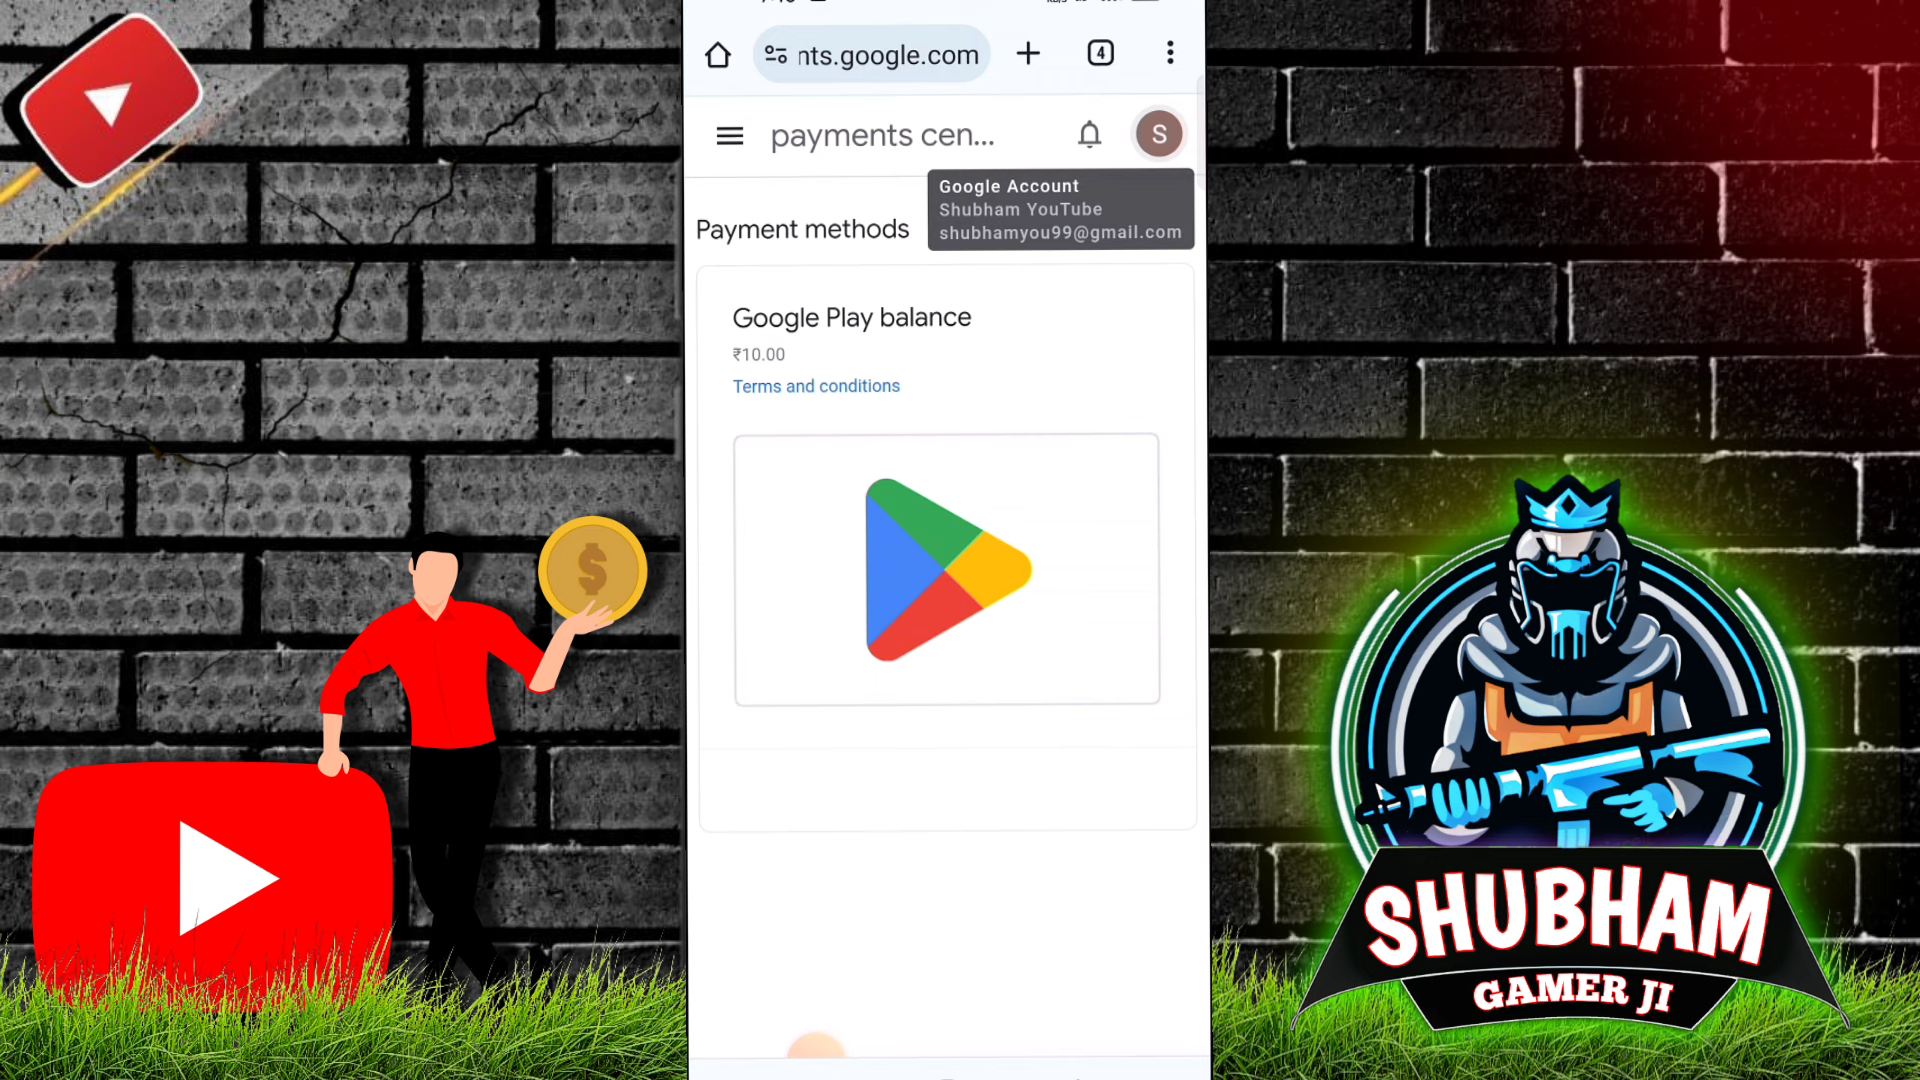 nts.google.com
4
payments cen...
S
Google Account
Shubham YouTube
shubhamyou99@gmail.com
Payment methods
Google Play balance
₹10.00
Terms and conditions
$
SHUBHAM
GAMER JI